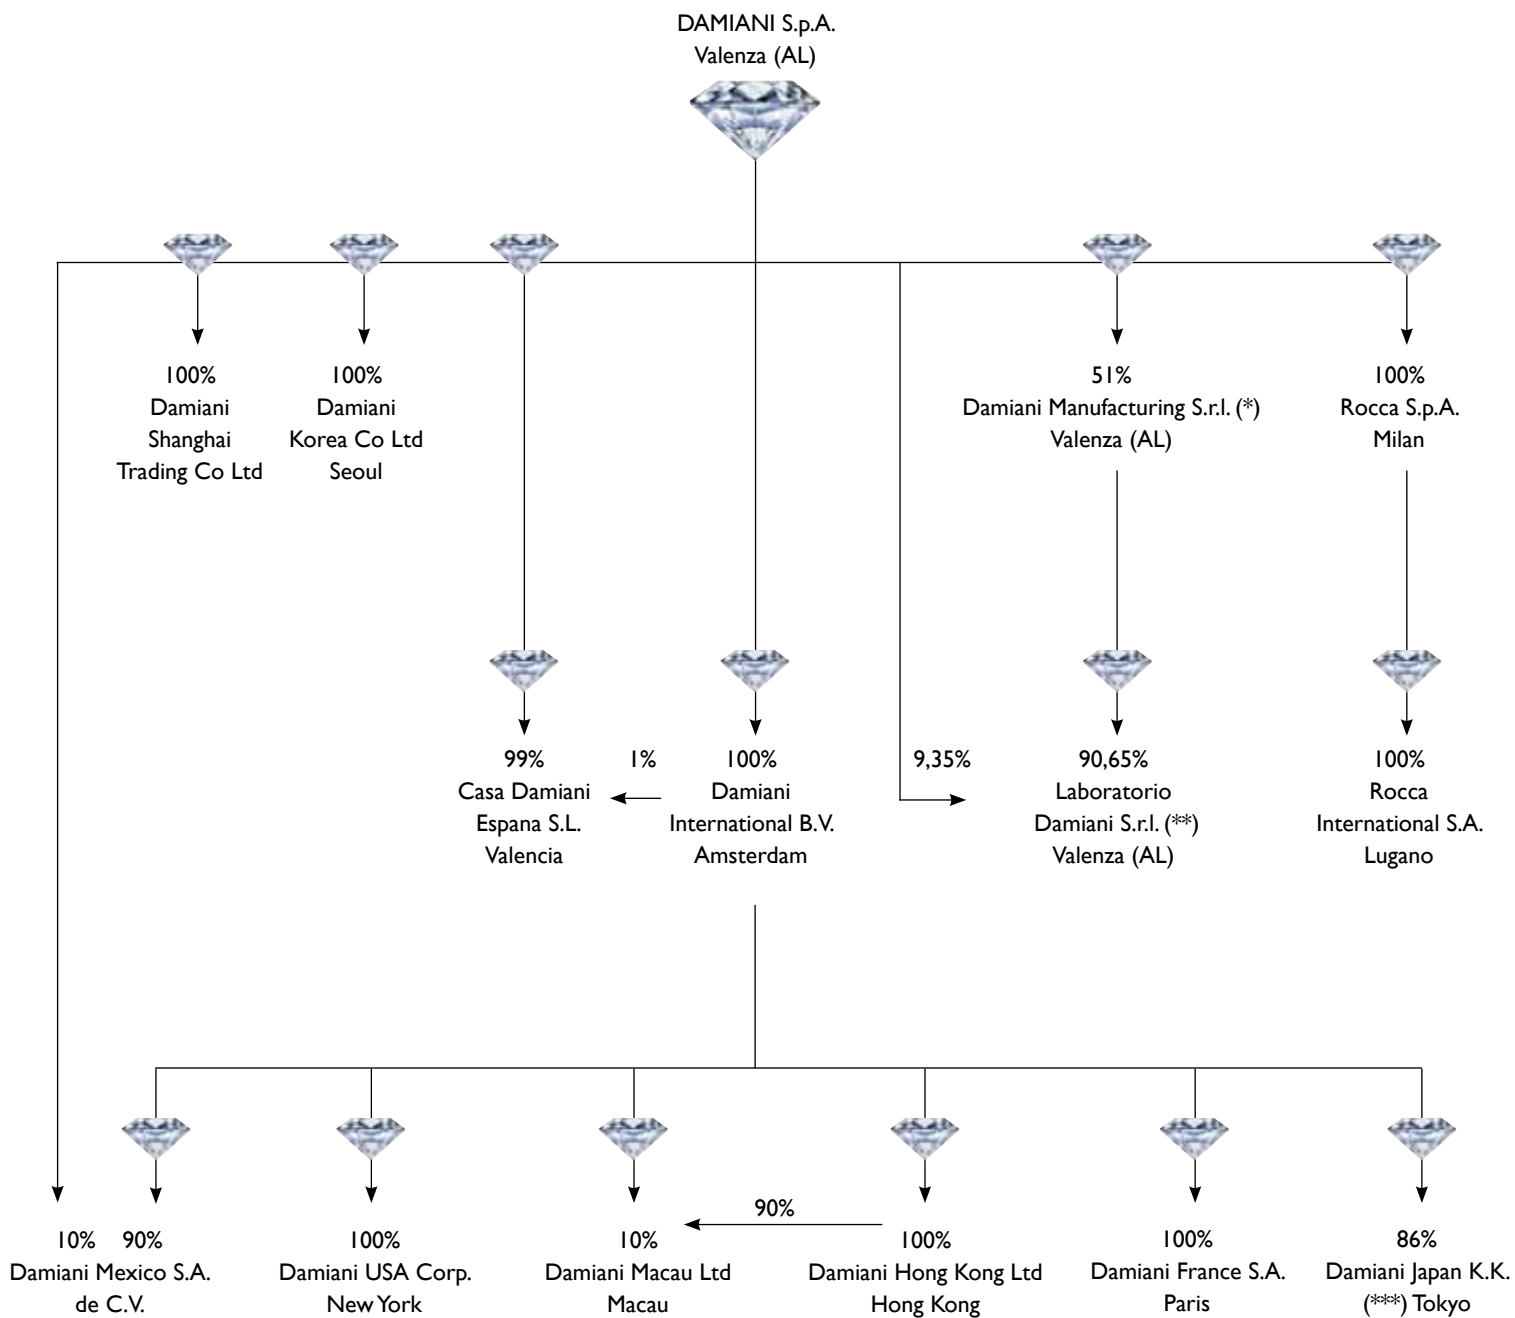 DAMIANI S.p.A.
Valenza (AL)
100%
Damiani
Shanghai
Trading Co Ltd
100%
Damiani
Korea Co Ltd
Seoul
51%
Damiani Manufacturing S.r.l. (*)
Valenza (AL)
100%
Rocca S.p.A.
Milan
99%
Casa Damiani
Espana S.L.
Valencia
1%
100%
Damiani
International B.V.
Amsterdam
9,35%
90,65%
Laboratorio
Damiani S.r.l. (**)
Valenza (AL)
100%
Rocca
International S.A.
Lugano
10% 90%
Damiani Mexico S.A.
de C.V.
100%
Damiani USA Corp.
New York
10%
Damiani Macau Ltd
Macau
90%
100%
Damiani Hong Kong Ltd
Hong Kong
100%
Damiani France S.A.
Paris
86%
Damiani Japan K.K.
(***) Tokyo